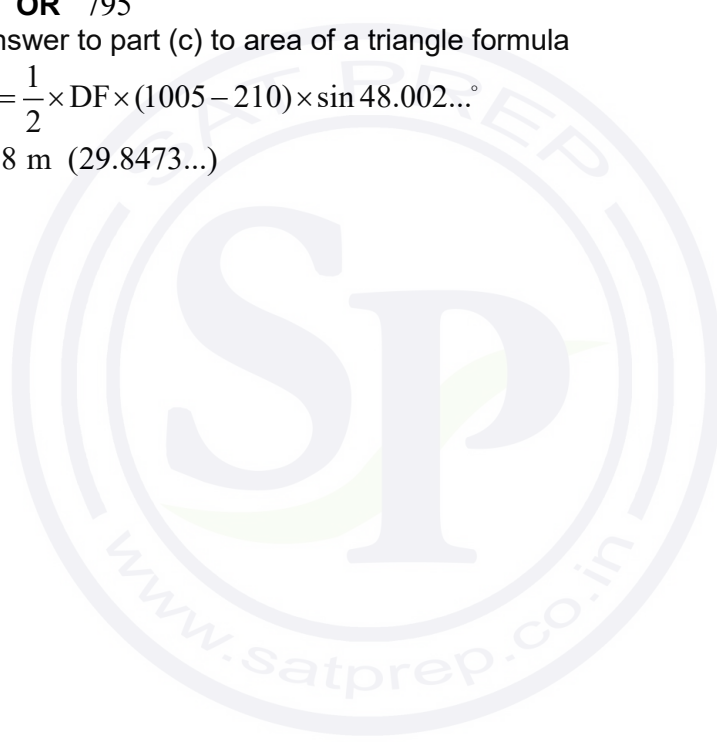 OR 795
nswer to part (c) to area of a triangle formula
= 1/2 × DF × (1005 − 210) × sin 48.002...°
8 m (29.8473...)
SAT PREP
SP
www.satprep.co.in